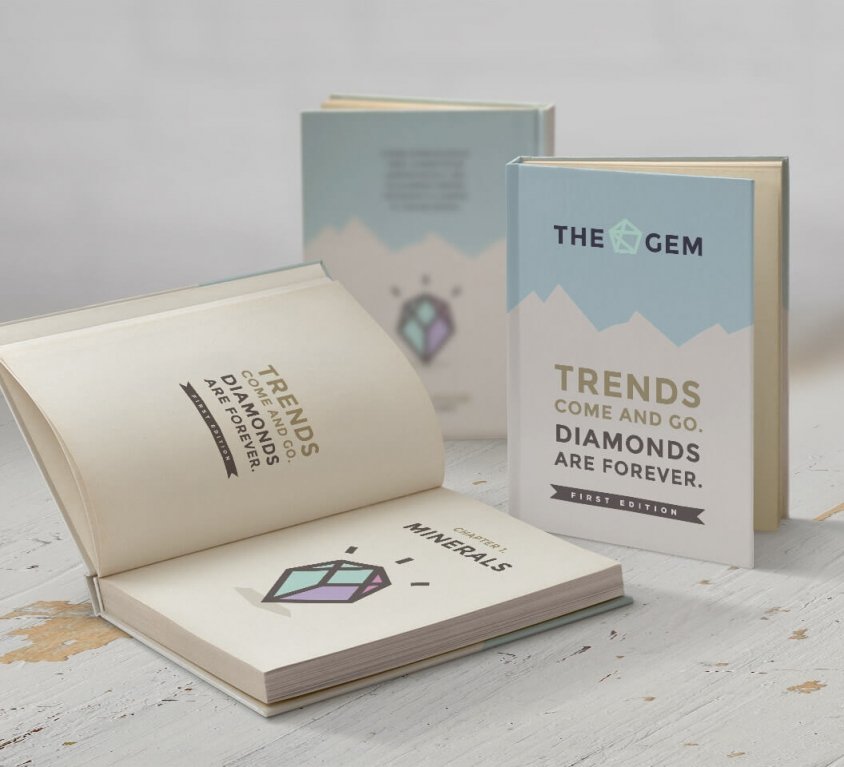 THE GEM
TRENDS
COME AND GO.
DIAMONDS
ARE FOREVER.
FIRST EDITION
TRENDS
COME AND GO.
DIAMONDS
ARE FOREVER.
FIRST EDITION
CHAPTER 1.
MINERALS